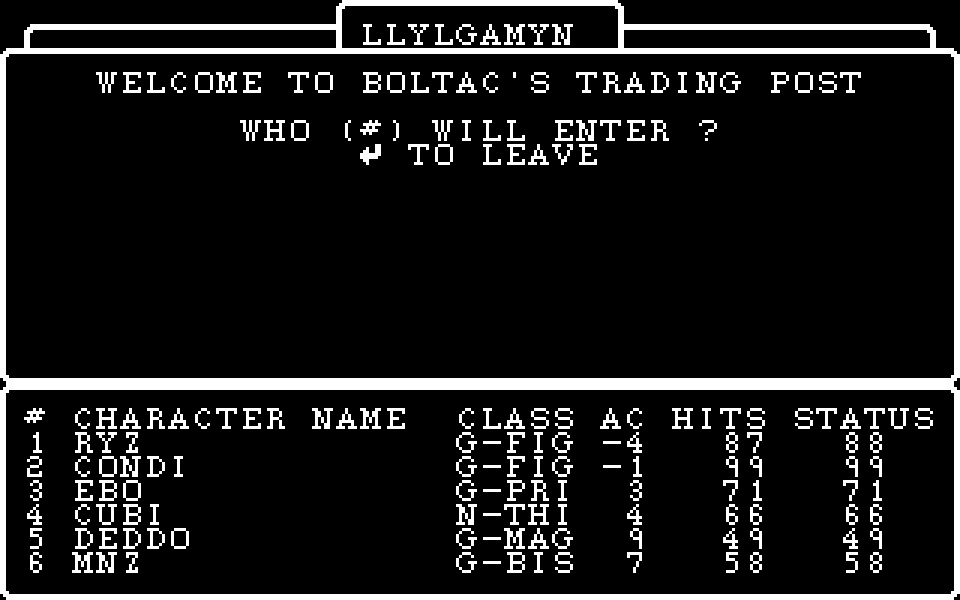 LLYLGAMYN
WELCOME TO BOLTAC'S TRADING POST
WHO (#) WILL ENTER ?
↵ TO LEAVE
# CHARACTER NAME CLASS AC HITS STATUS
1 RYZ G-FIG -4 87 88
2 CONDI G-FIG -1 99 99
3 EBO G-PRI 3 71 71
4 CUBI N-THI 4 66 66
5 DEDDO G-MAG 9 49 49
6 MNZ G-BIS 7 58 58